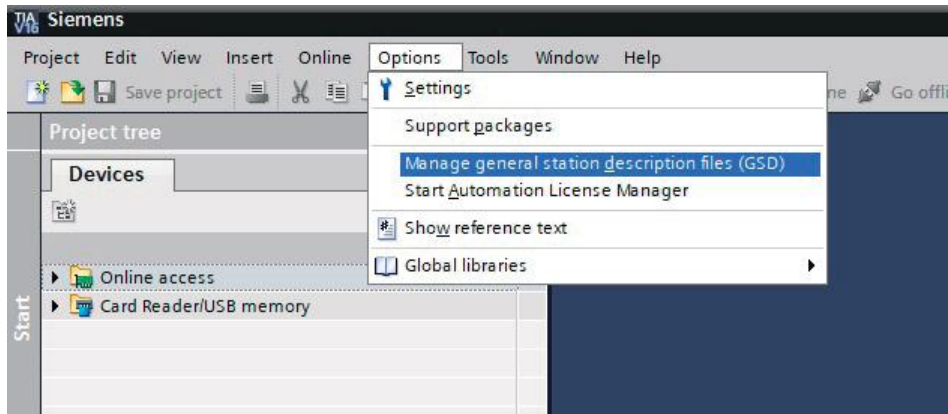 TIA V16 Siemens
Project Edit View Insert Online Options Tools Window Help
Save project
Settings
ne Go offli
Support packages
Project tree
Manage general station description files (GSD)
Devices
Start Automation License Manager
Show reference text
Global libraries
Online access
Card Reader/USB memory
Start